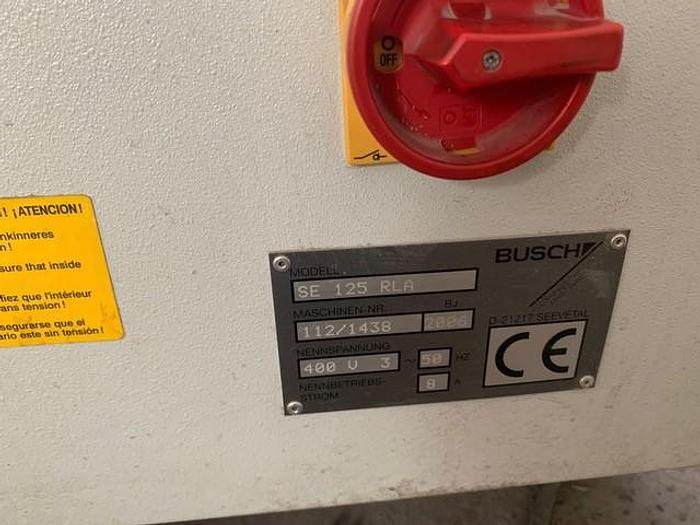 OFF
! ¡ATENCION!
nkinneres
n!
sure that inside
fiez que l'intérieur
ans tension!
segurarse que el
ario este sin tensión!
BUSCH
MODELL
SE 125 RLA
MASCHINEN-NR. BJ.
112/1438 2006
D-21217 SEEVETAL
NENNSPANNUNG
400 V 3 ~ 50 HZ
CE
NENNBETRIEBS-
STROM 8 A